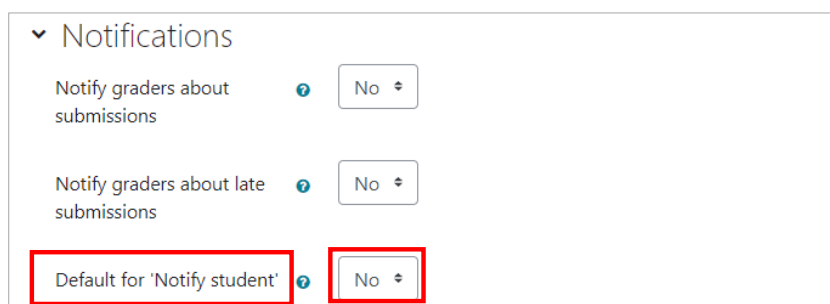 Notifications
Notify graders about
submissions
No
Notify graders about late
submissions
No
Default for 'Notify student'
No